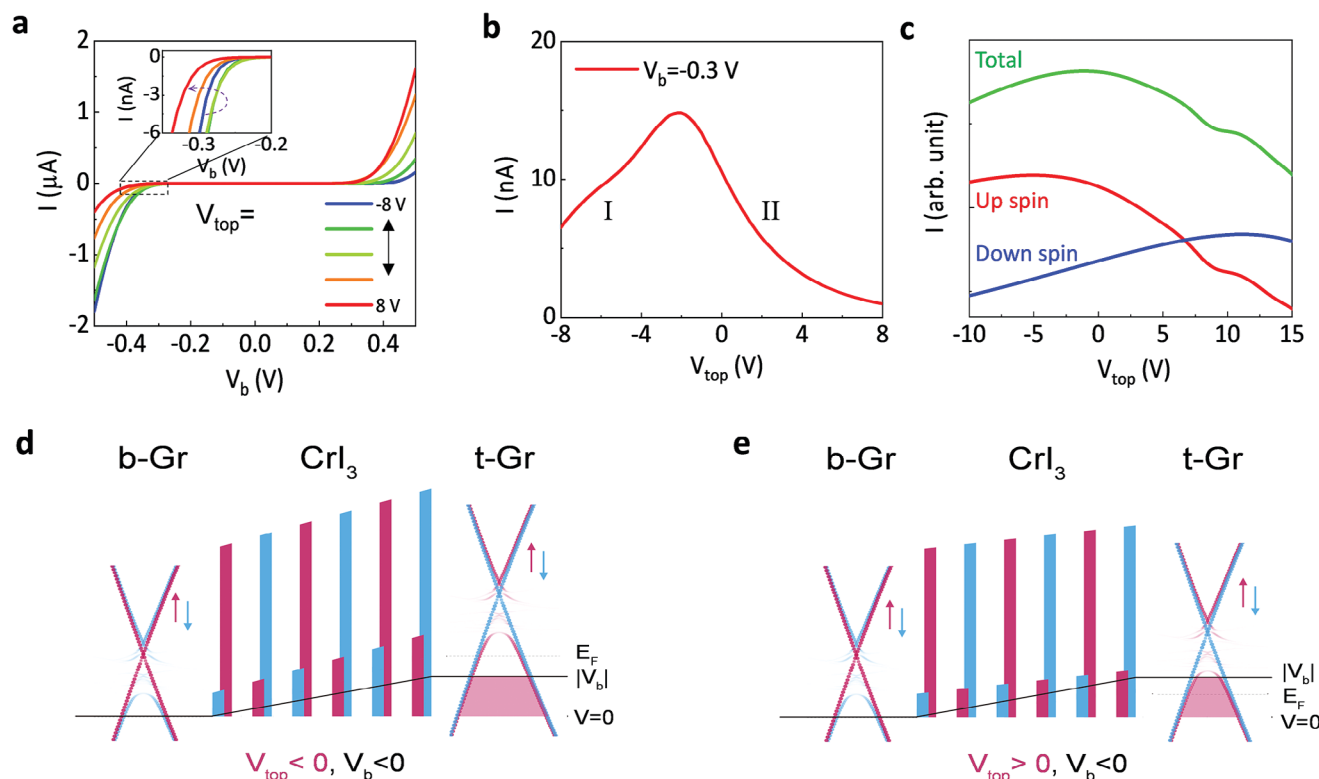 a
2
1
0
-1
-2
I (μA)
-0.4
-0.2
0.0
0.2
0.4
V_b (V)
0
-3
-6
I (nA)
-0.3
-0.2
V_b (V)
V_top=
-8 V
8 V
b
20
10
0
I (nA)
V_b=-0.3 V
I
II
-8
-4
0
4
8
V_top (V)
c
Total
Up spin
Down spin
I (arb. unit)
-10
-5
0
5
10
15
V_top (V)
d
b-Gr
CrI₃
t-Gr
E_F
|V_b|
V=0
V_top< 0, V_b<0
e
b-Gr
CrI₃
t-Gr
|V_b|
E_F
V=0
V_top> 0, V_b<0